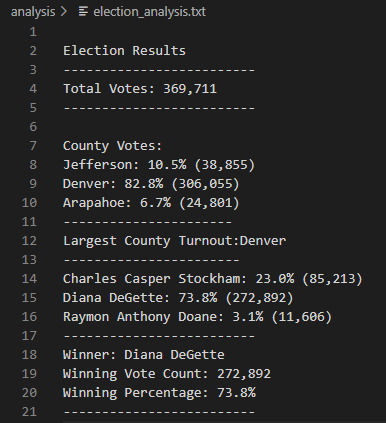 analysis > election_analysis.txt
1
2 Election Results
3 -------------------------
4 Total Votes: 369,711
5 -------------------------
6
7 County Votes:
8 Jefferson: 10.5% (38,855)
9 Denver: 82.8% (306,055)
10 Arapahoe: 6.7% (24,801)
11 ----------------------
12 Largest County Turnout:Denver
13 -----------------------
14 Charles Casper Stockham: 23.0% (85,213)
15 Diana DeGette: 73.8% (272,892)
16 Raymon Anthony Doane: 3.1% (11,606)
17 -------------------------
18 Winner: Diana DeGette
19 Winning Vote Count: 272,892
20 Winning Percentage: 73.8%
21 -------------------------